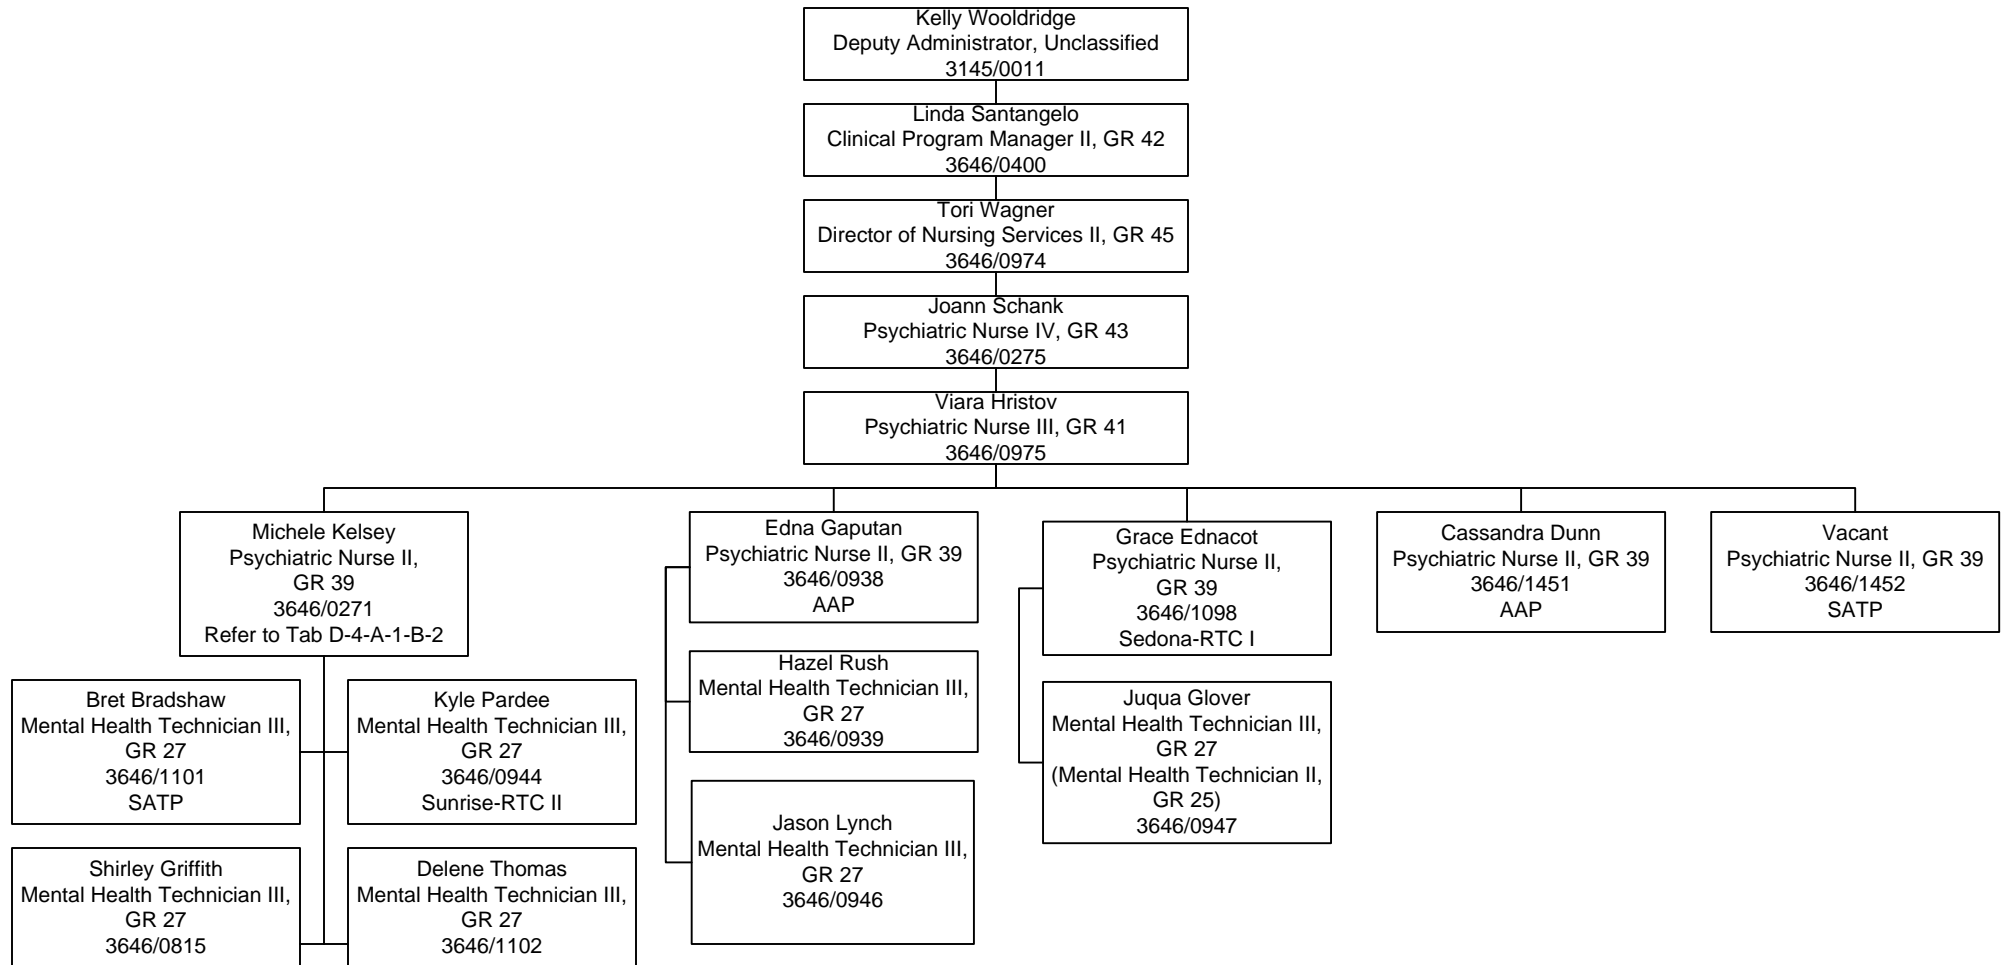 Kelly Wooldridge
Deputy Administrator, Unclassified
3145/0011
Linda Santangelo
Clinical Program Manager II, GR 42
3646/0400
Tori Wagner
Director of Nursing Services II, GR 45
3646/0974
Joann Schank
Psychiatric Nurse IV, GR 43
3646/0275
Viara Hristov
Psychiatric Nurse III, GR 41
3646/0975
Michele Kelsey
Psychiatric Nurse II,
GR 39
3646/0271
Refer to Tab D-4-A-1-B-2
Edna Gaputan
Psychiatric Nurse II, GR 39
3646/0938
AAP
Grace Ednacot
Psychiatric Nurse II,
GR 39
3646/1098
Sedona-RTC I
Cassandra Dunn
Psychiatric Nurse II, GR 39
3646/1451
AAP
Vacant
Psychiatric Nurse II, GR 39
3646/1452
SATP
Bret Bradshaw
Mental Health Technician III,
GR 27
3646/1101
SATP
Kyle Pardee
Mental Health Technician III,
GR 27
3646/0944
Sunrise-RTC II
Hazel Rush
Mental Health Technician III,
GR 27
3646/0939
Juqua Glover
Mental Health Technician III,
GR 27
(Mental Health Technician II,
GR 25)
3646/0947
Jason Lynch
Mental Health Technician III,
GR 27
3646/0946
Shirley Griffith
Mental Health Technician III,
GR 27
3646/0815
Delene Thomas
Mental Health Technician III,
GR 27
3646/1102